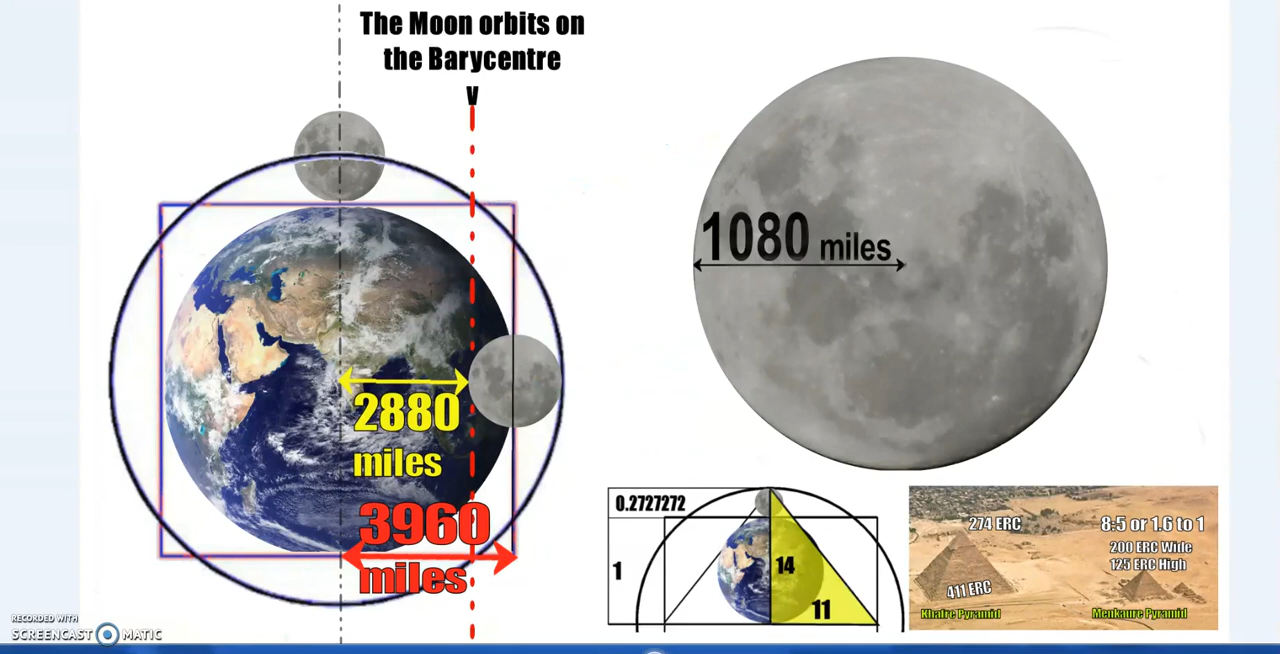 The Moon orbits on
the Barycentre
v
1080 miles
2880
miles
3960
miles
0.2727272
1
14
11
274 ERC
411 ERC
Khafre Pyramid
8:5 or 1.6 to 1
200 ERC Wide
125 ERC High
Menkaure Pyramid
RECORDED WITH
SCREENCAST MATIC